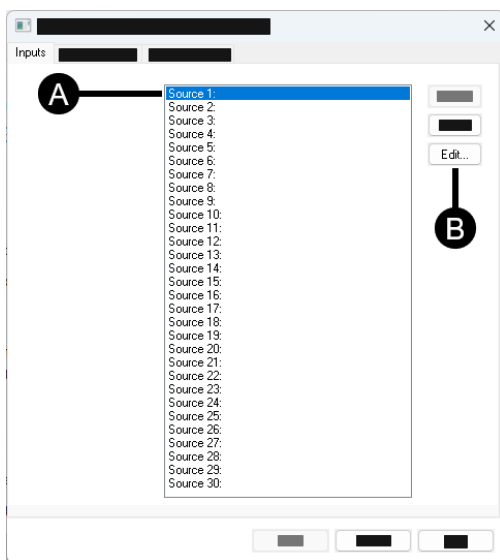 Inputs
A
Source 1:
Source 2:
Source 3:
Source 4:
Source 5:
Source 6:
Source 7:
Source 8:
Source 9:
Source 10:
Source 11:
Source 12:
Source 13:
Source 14:
Source 15:
Source 16:
Source 17:
Source 18:
Source 19:
Source 20:
Source 21:
Source 22:
Source 23:
Source 24:
Source 25:
Source 26:
Source 27:
Source 28:
Source 29:
Source 30:
Edit...
B